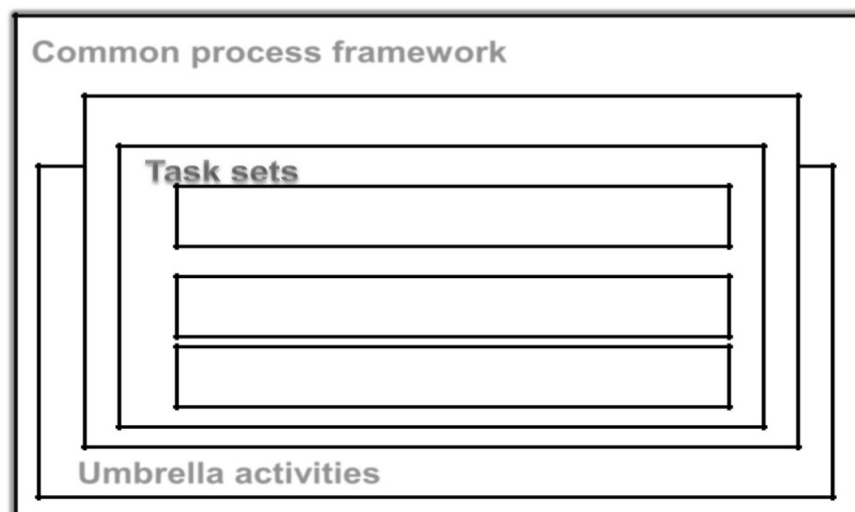 Common process framework
Task sets
Umbrella activities